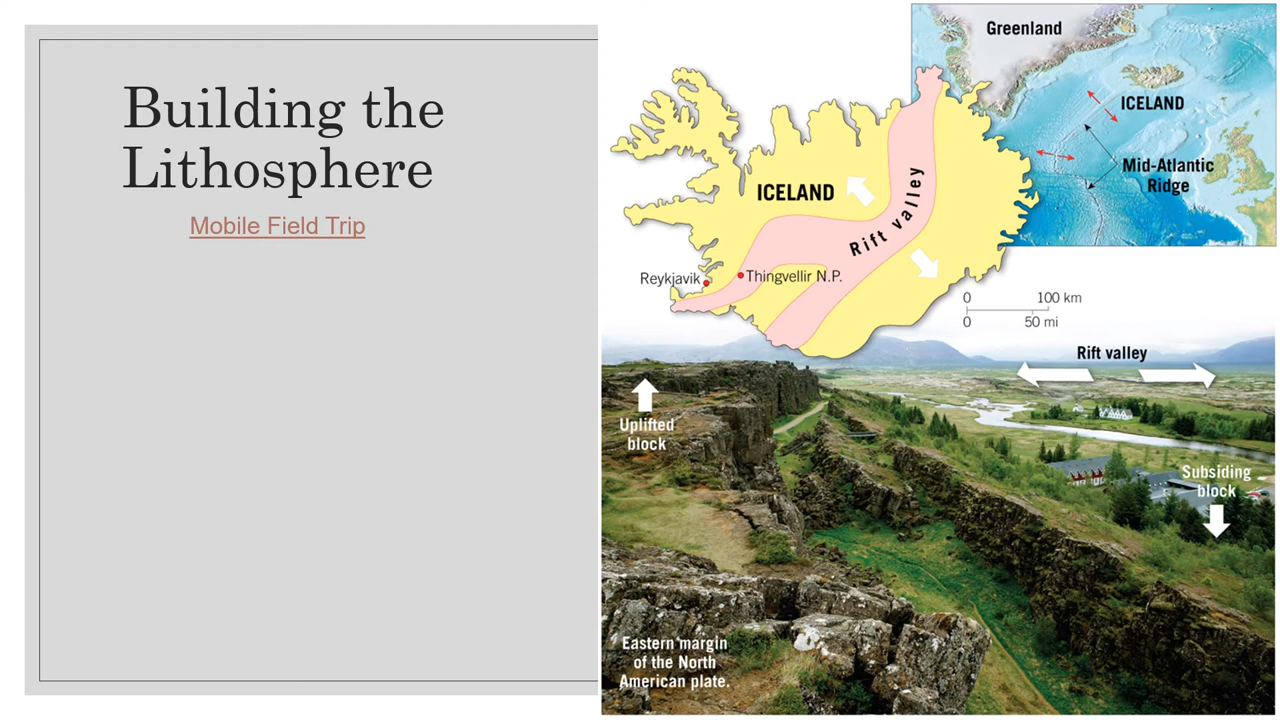 Building the
Lithosphere
Mobile Field Trip
Greenland
ICELAND
Mid-Atlantic
Ridge
ICELAND
Rift valley
Reykjavik
Thingvellir N.P.
0 100 km
0 50 mi
Rift valley
Uplifted
block
Subsiding
block
Eastern margin
of the North
American plate.